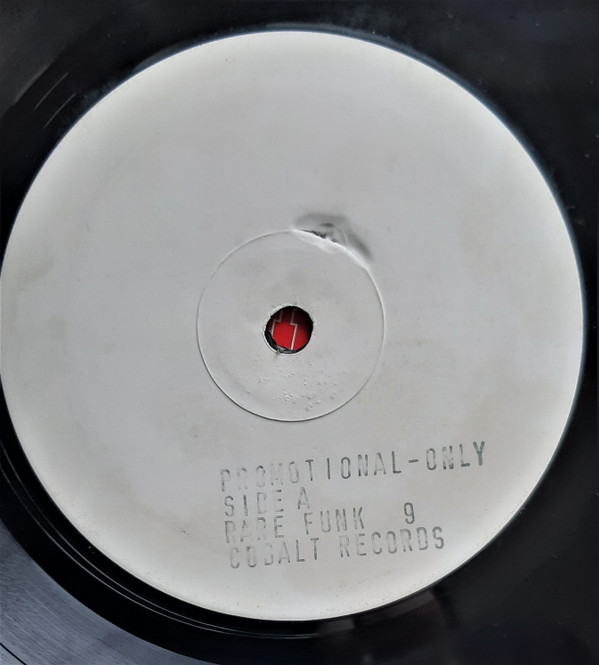 PROMOTIONAL-ONLY
SIDE A
RARE FUNK 9
COBALT RECORDS